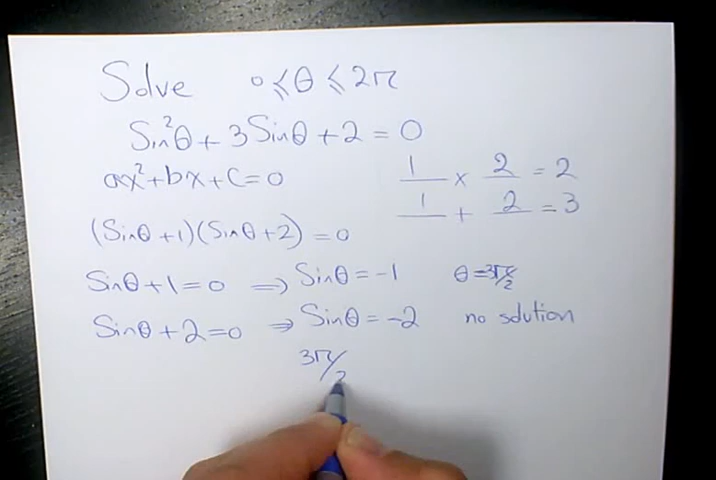 Solve 0 ⩽ θ ⩽ 2π
Sin²θ + 3Sinθ + 2 = 0
ax² + bx + c = 0
1 × 2 = 2
1 + 2 = 3
(Sinθ + 1)(Sinθ + 2) = 0
Sinθ + 1 = 0 ⇒ Sinθ = -1 θ = 3π/2
Sinθ + 2 = 0 ⇒ Sinθ = -2 no solution
3π/2